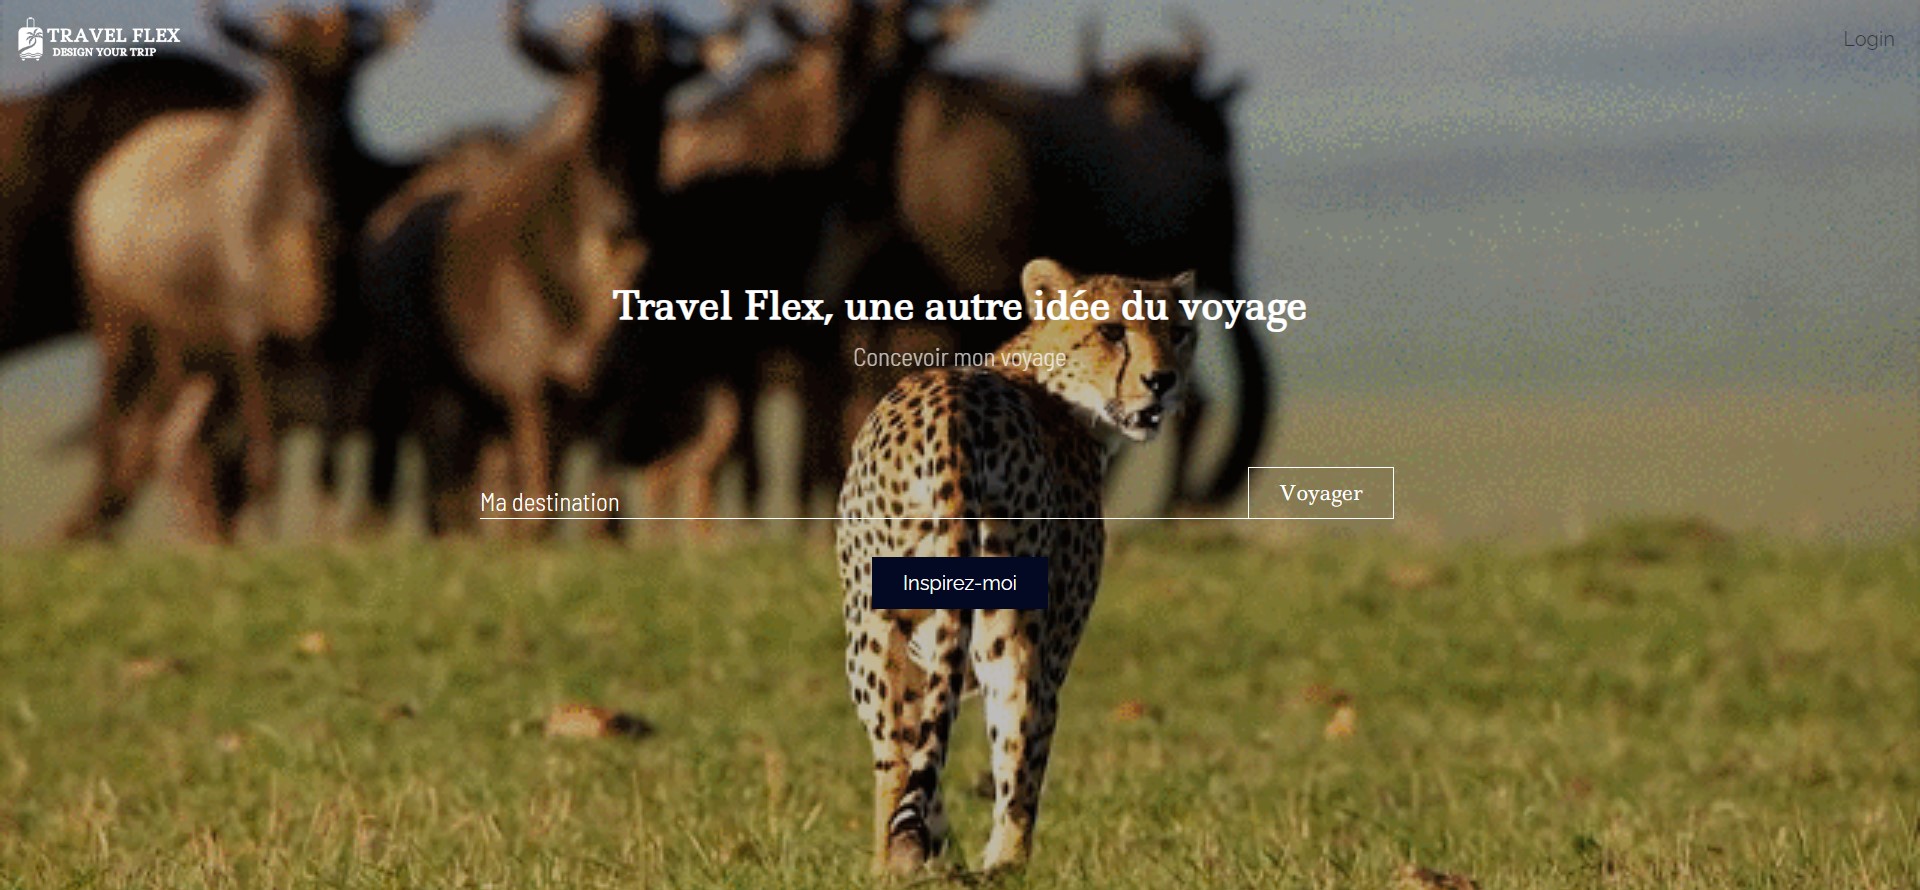 TRAVEL FLEX
DESIGN YOUR TRIP
Login
Travel Flex, une autre idée du voyage
Concevoir mon voyage
Ma destination
Voyager
Inspirez-moi